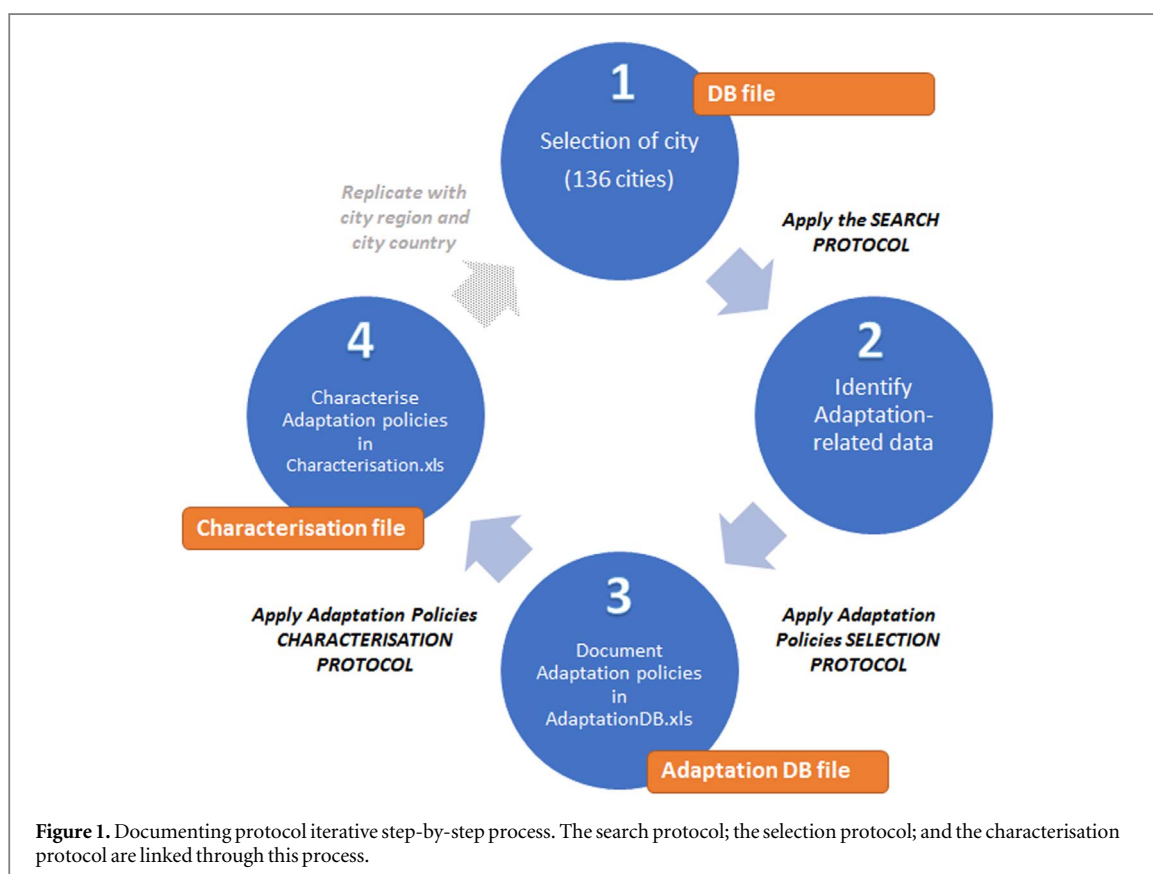 1
DB file
Selection of city
(136 cities)
Replicate with
city region and
city country
Apply the SEARCH
PROTOCOL
4
Characterise
Adaptation policies
in
Characterisation.xls
Characterisation file
2
Identify
Adaptation-
related data
Apply Adaptation Policies
CHARACTERISATION
PROTOCOL
3
Document
Adaptation policies
in
AdaptationDB.xls
Adaptation DB file
Apply Adaptation
Policies SELECTION
PROTOCOL
Figure 1. Documenting protocol iterative step-by-step process. The search protocol; the selection protocol; and the characterisation
protocol are linked through this process.